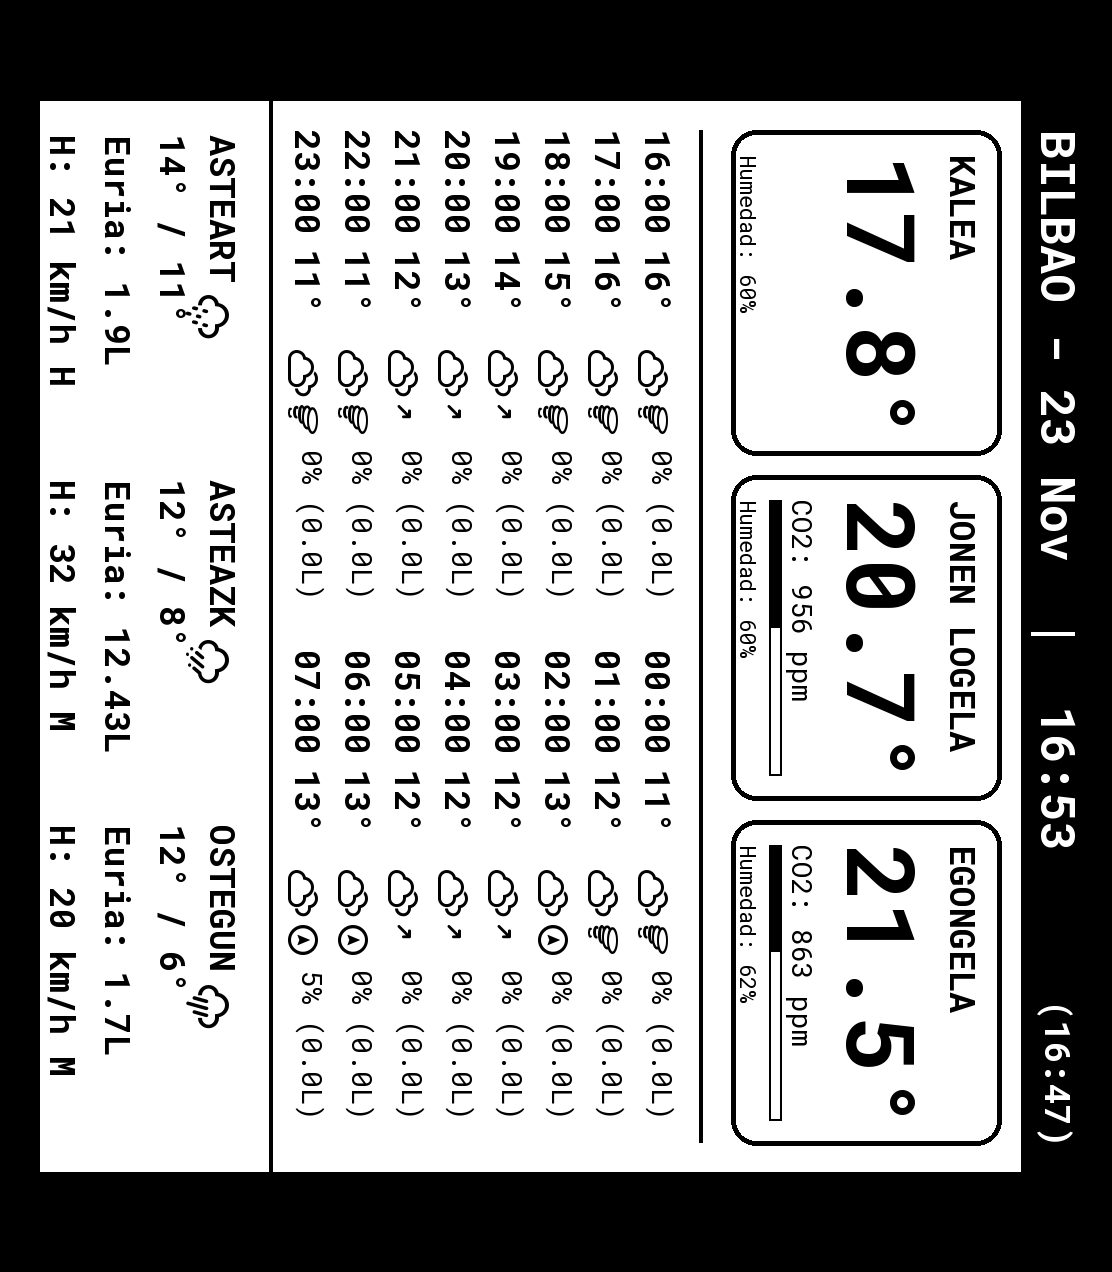 BILBAO - 23 Nov | 16:53 (16:47)
KALEA
17.8°
Humedad: 60%
JONEN LOGELA
20.7°
CO2: 956 ppm
Humedad: 60%
EGONGELA
21.5°
CO2: 863 ppm
Humedad: 62%
16:00 16° 0% (0.0L)
17:00 16° 0% (0.0L)
18:00 15° 0% (0.0L)
19:00 14° 0% (0.0L)
20:00 13° 0% (0.0L)
21:00 12° 0% (0.0L)
22:00 11° 0% (0.0L)
23:00 11° 0% (0.0L)
00:00 11° 0% (0.0L)
01:00 12° 0% (0.0L)
02:00 13° 0% (0.0L)
03:00 12° 0% (0.0L)
04:00 12° 0% (0.0L)
05:00 12° 0% (0.0L)
06:00 13° 0% (0.0L)
07:00 13° 5% (0.0L)
ASTEART
14° / 11°
Euria: 1.9L
H: 21 km/h H
ASTEAZK
12° / 8°
Euria: 12.43L
H: 32 km/h M
OSTEGUN
12° / 6°
Euria: 1.7L
H: 20 km/h M